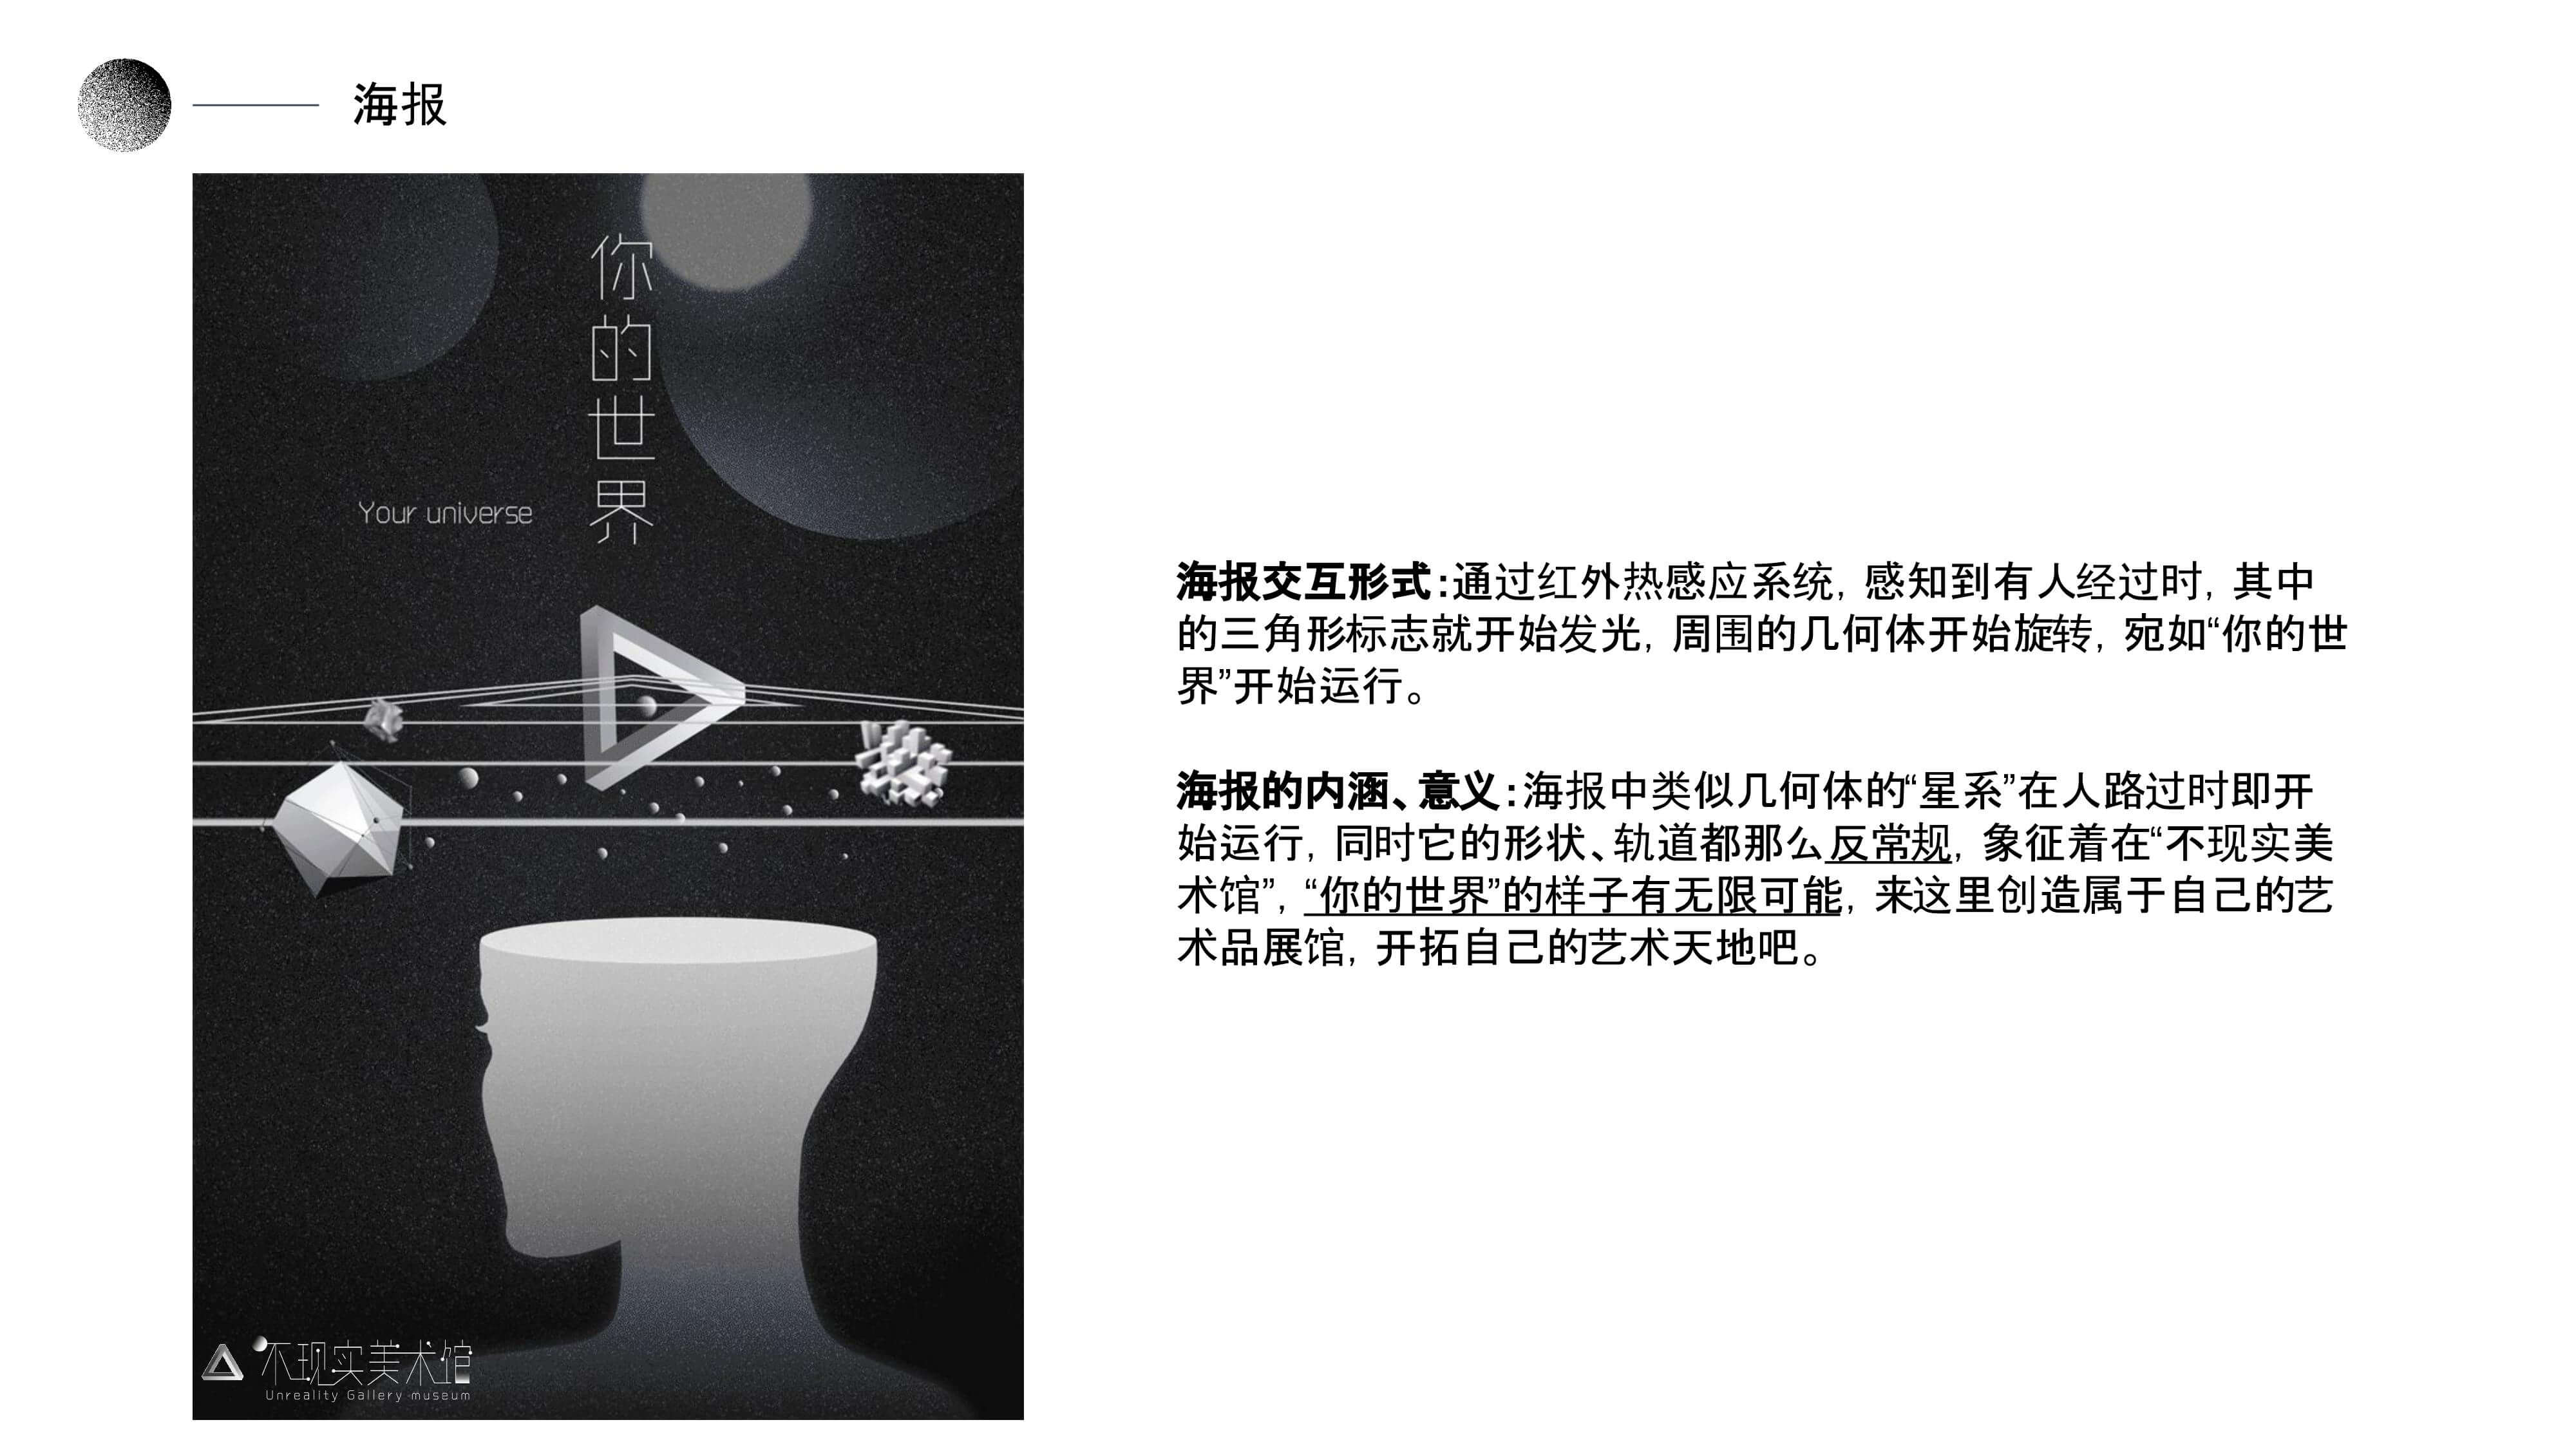 海报
你的世界
Your universe
不现实美术馆
Unreality Gallery museum
海报交互形式：通过红外热感应系统，感知到有人经过时，其中
的三角形标志就开始发光，周围的几何体开始旋转，宛如“你的世
界”开始运行。
海报的内涵、意义：海报中类似几何体的“星系”在人路过时即开
始运行，同时它的形状、轨道都那么反常规，象征着在“不现实美
术馆”，“你的世界”的样子有无限可能，来这里创造属于自己的艺
术品展馆，开拓自己的艺术天地吧。